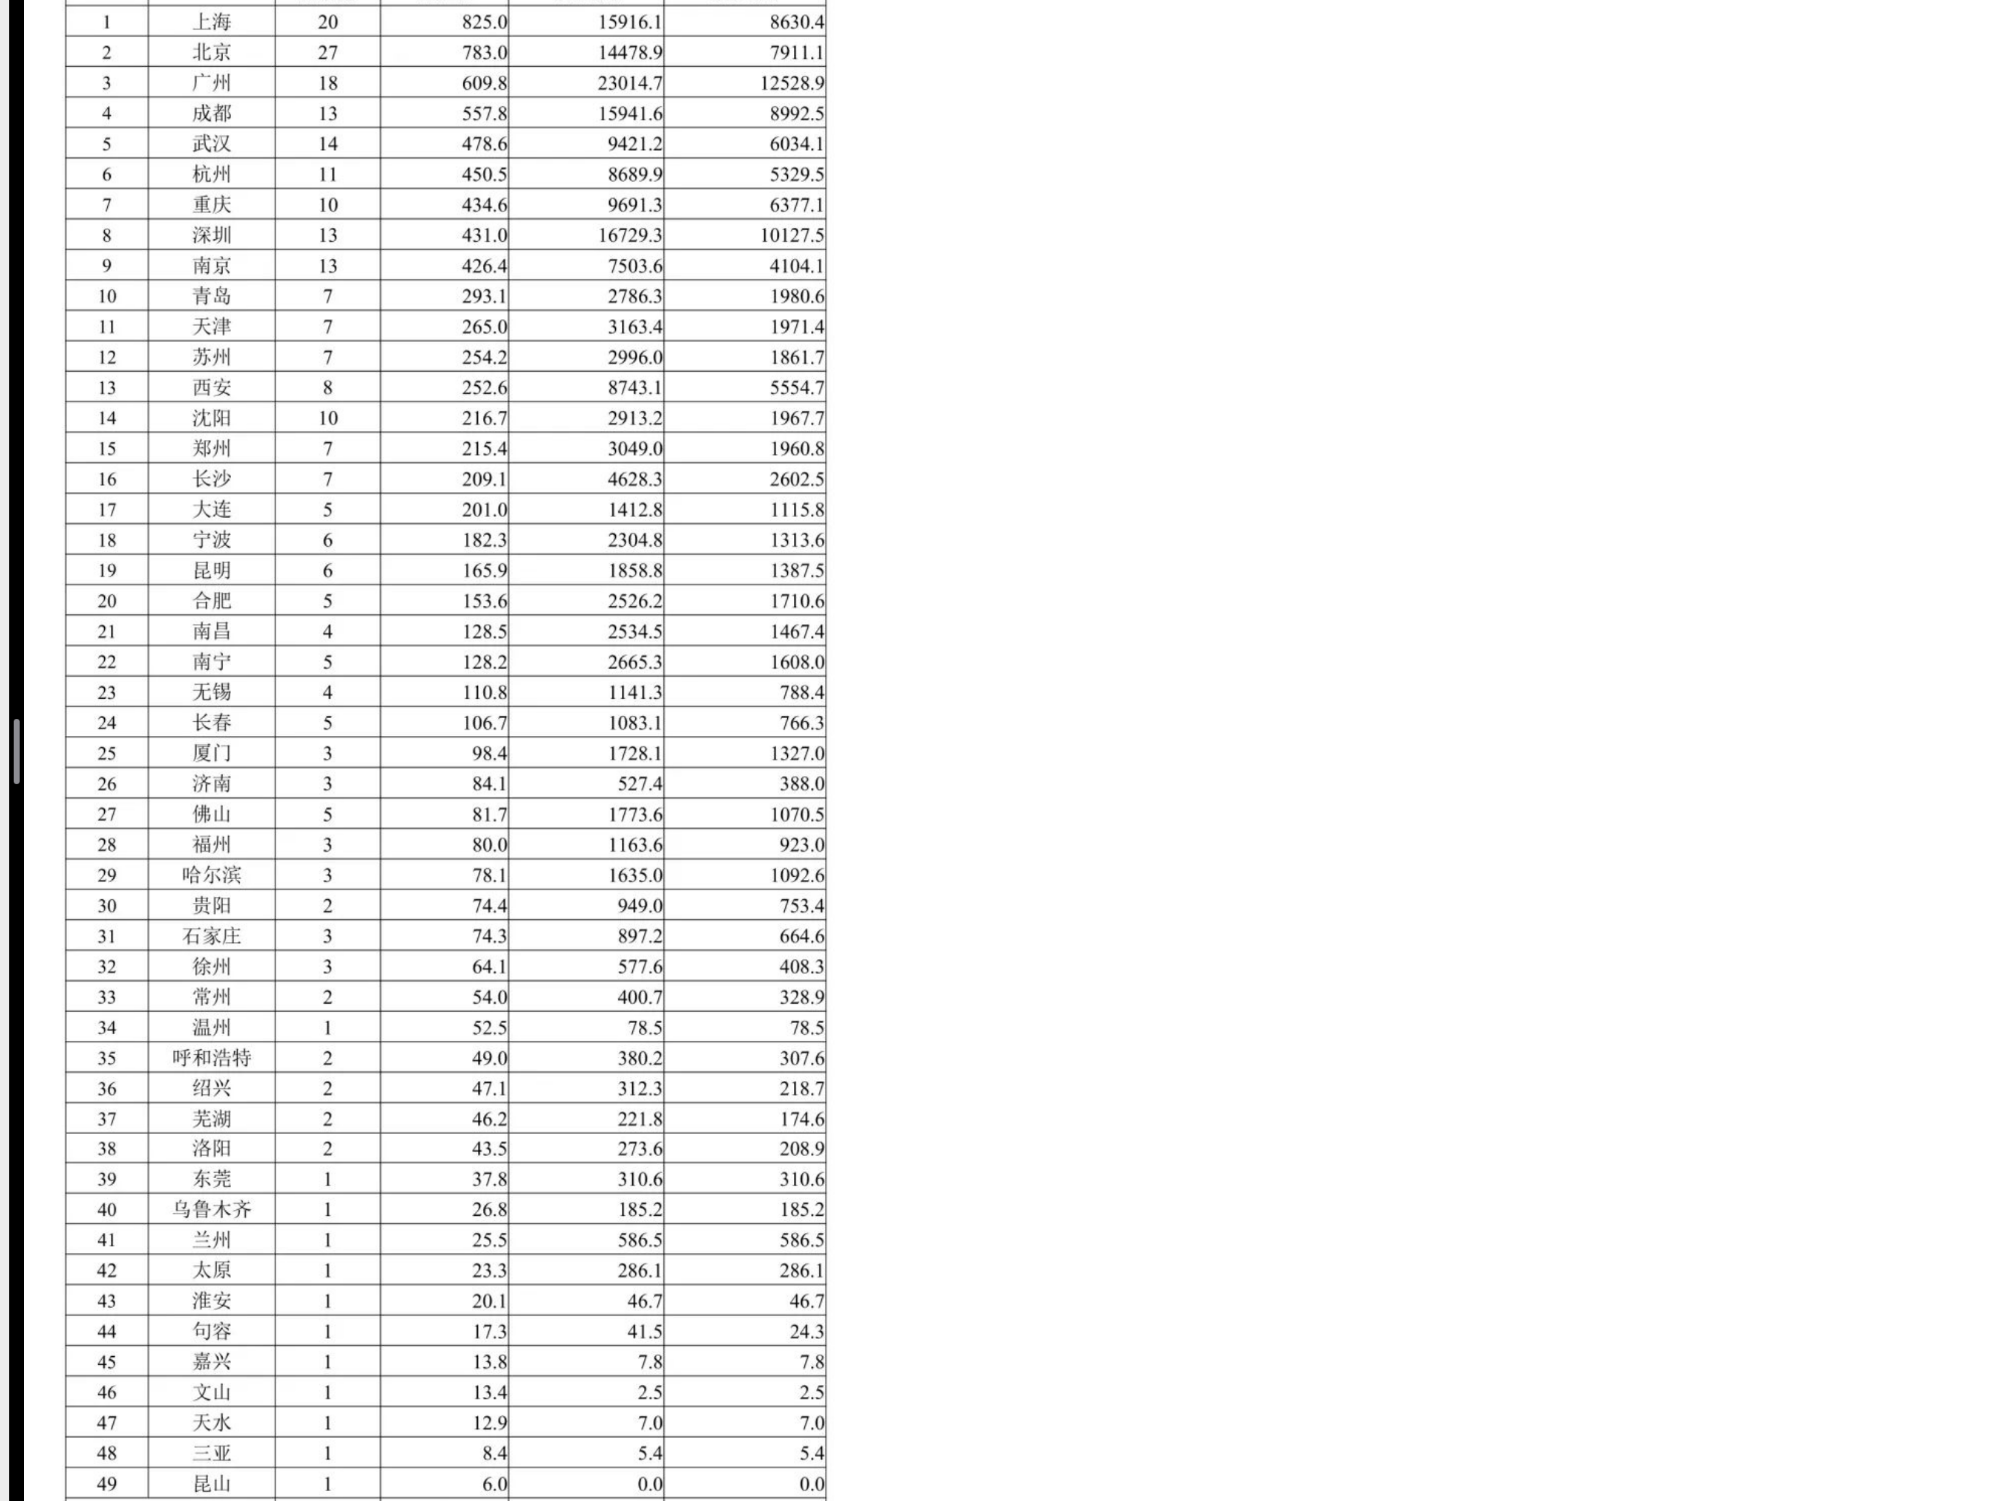 1 上海 20 825.0 15916.1 8630.4
2 北京 27 783.0 14478.9 7911.1
3 广州 18 609.8 23014.7 12528.9
4 成都 13 557.8 15941.6 8992.5
5 武汉 14 478.6 9421.2 6034.1
6 杭州 11 450.5 8689.9 5329.5
7 重庆 10 434.6 9691.3 6377.1
8 深圳 13 431.0 16729.3 10127.5
9 南京 13 426.4 7503.6 4104.1
10 青岛 7 293.1 2786.3 1980.6
11 天津 7 265.0 3163.4 1971.4
12 苏州 7 254.2 2996.0 1861.7
13 西安 8 252.6 8743.1 5554.7
14 沈阳 10 216.7 2913.2 1967.7
15 郑州 7 215.4 3049.0 1960.8
16 长沙 7 209.1 4628.3 2602.5
17 大连 5 201.0 1412.8 1115.8
18 宁波 6 182.3 2304.8 1313.6
19 昆明 6 165.9 1858.8 1387.5
20 合肥 5 153.6 2526.2 1710.6
21 南昌 4 128.5 2534.5 1467.4
22 南宁 5 128.2 2665.3 1608.0
23 无锡 4 110.8 1141.3 788.4
24 长春 5 106.7 1083.1 766.3
25 厦门 3 98.4 1728.1 1327.0
26 济南 3 84.1 527.4 388.0
27 佛山 5 81.7 1773.6 1070.5
28 福州 3 80.0 1163.6 923.0
29 哈尔滨 3 78.1 1635.0 1092.6
30 贵阳 2 74.4 949.0 753.4
31 石家庄 3 74.3 897.2 664.6
32 徐州 3 64.1 577.6 408.3
33 常州 2 54.0 400.7 328.9
34 温州 1 52.5 78.5 78.5
35 呼和浩特 2 49.0 380.2 307.6
36 绍兴 2 47.1 312.3 218.7
37 芜湖 2 46.2 221.8 174.6
38 洛阳 2 43.5 273.6 208.9
39 东莞 1 37.8 310.6 310.6
40 乌鲁木齐 1 26.8 185.2 185.2
41 兰州 1 25.5 586.5 586.5
42 太原 1 23.3 286.1 286.1
43 淮安 1 20.1 46.7 46.7
44 句容 1 17.3 41.5 24.3
45 嘉兴 1 13.8 7.8 7.8
46 文山 1 13.4 2.5 2.5
47 天水 1 12.9 7.0 7.0
48 三亚 1 8.4 5.4 5.4
49 昆山 1 6.0 0.0 0.0